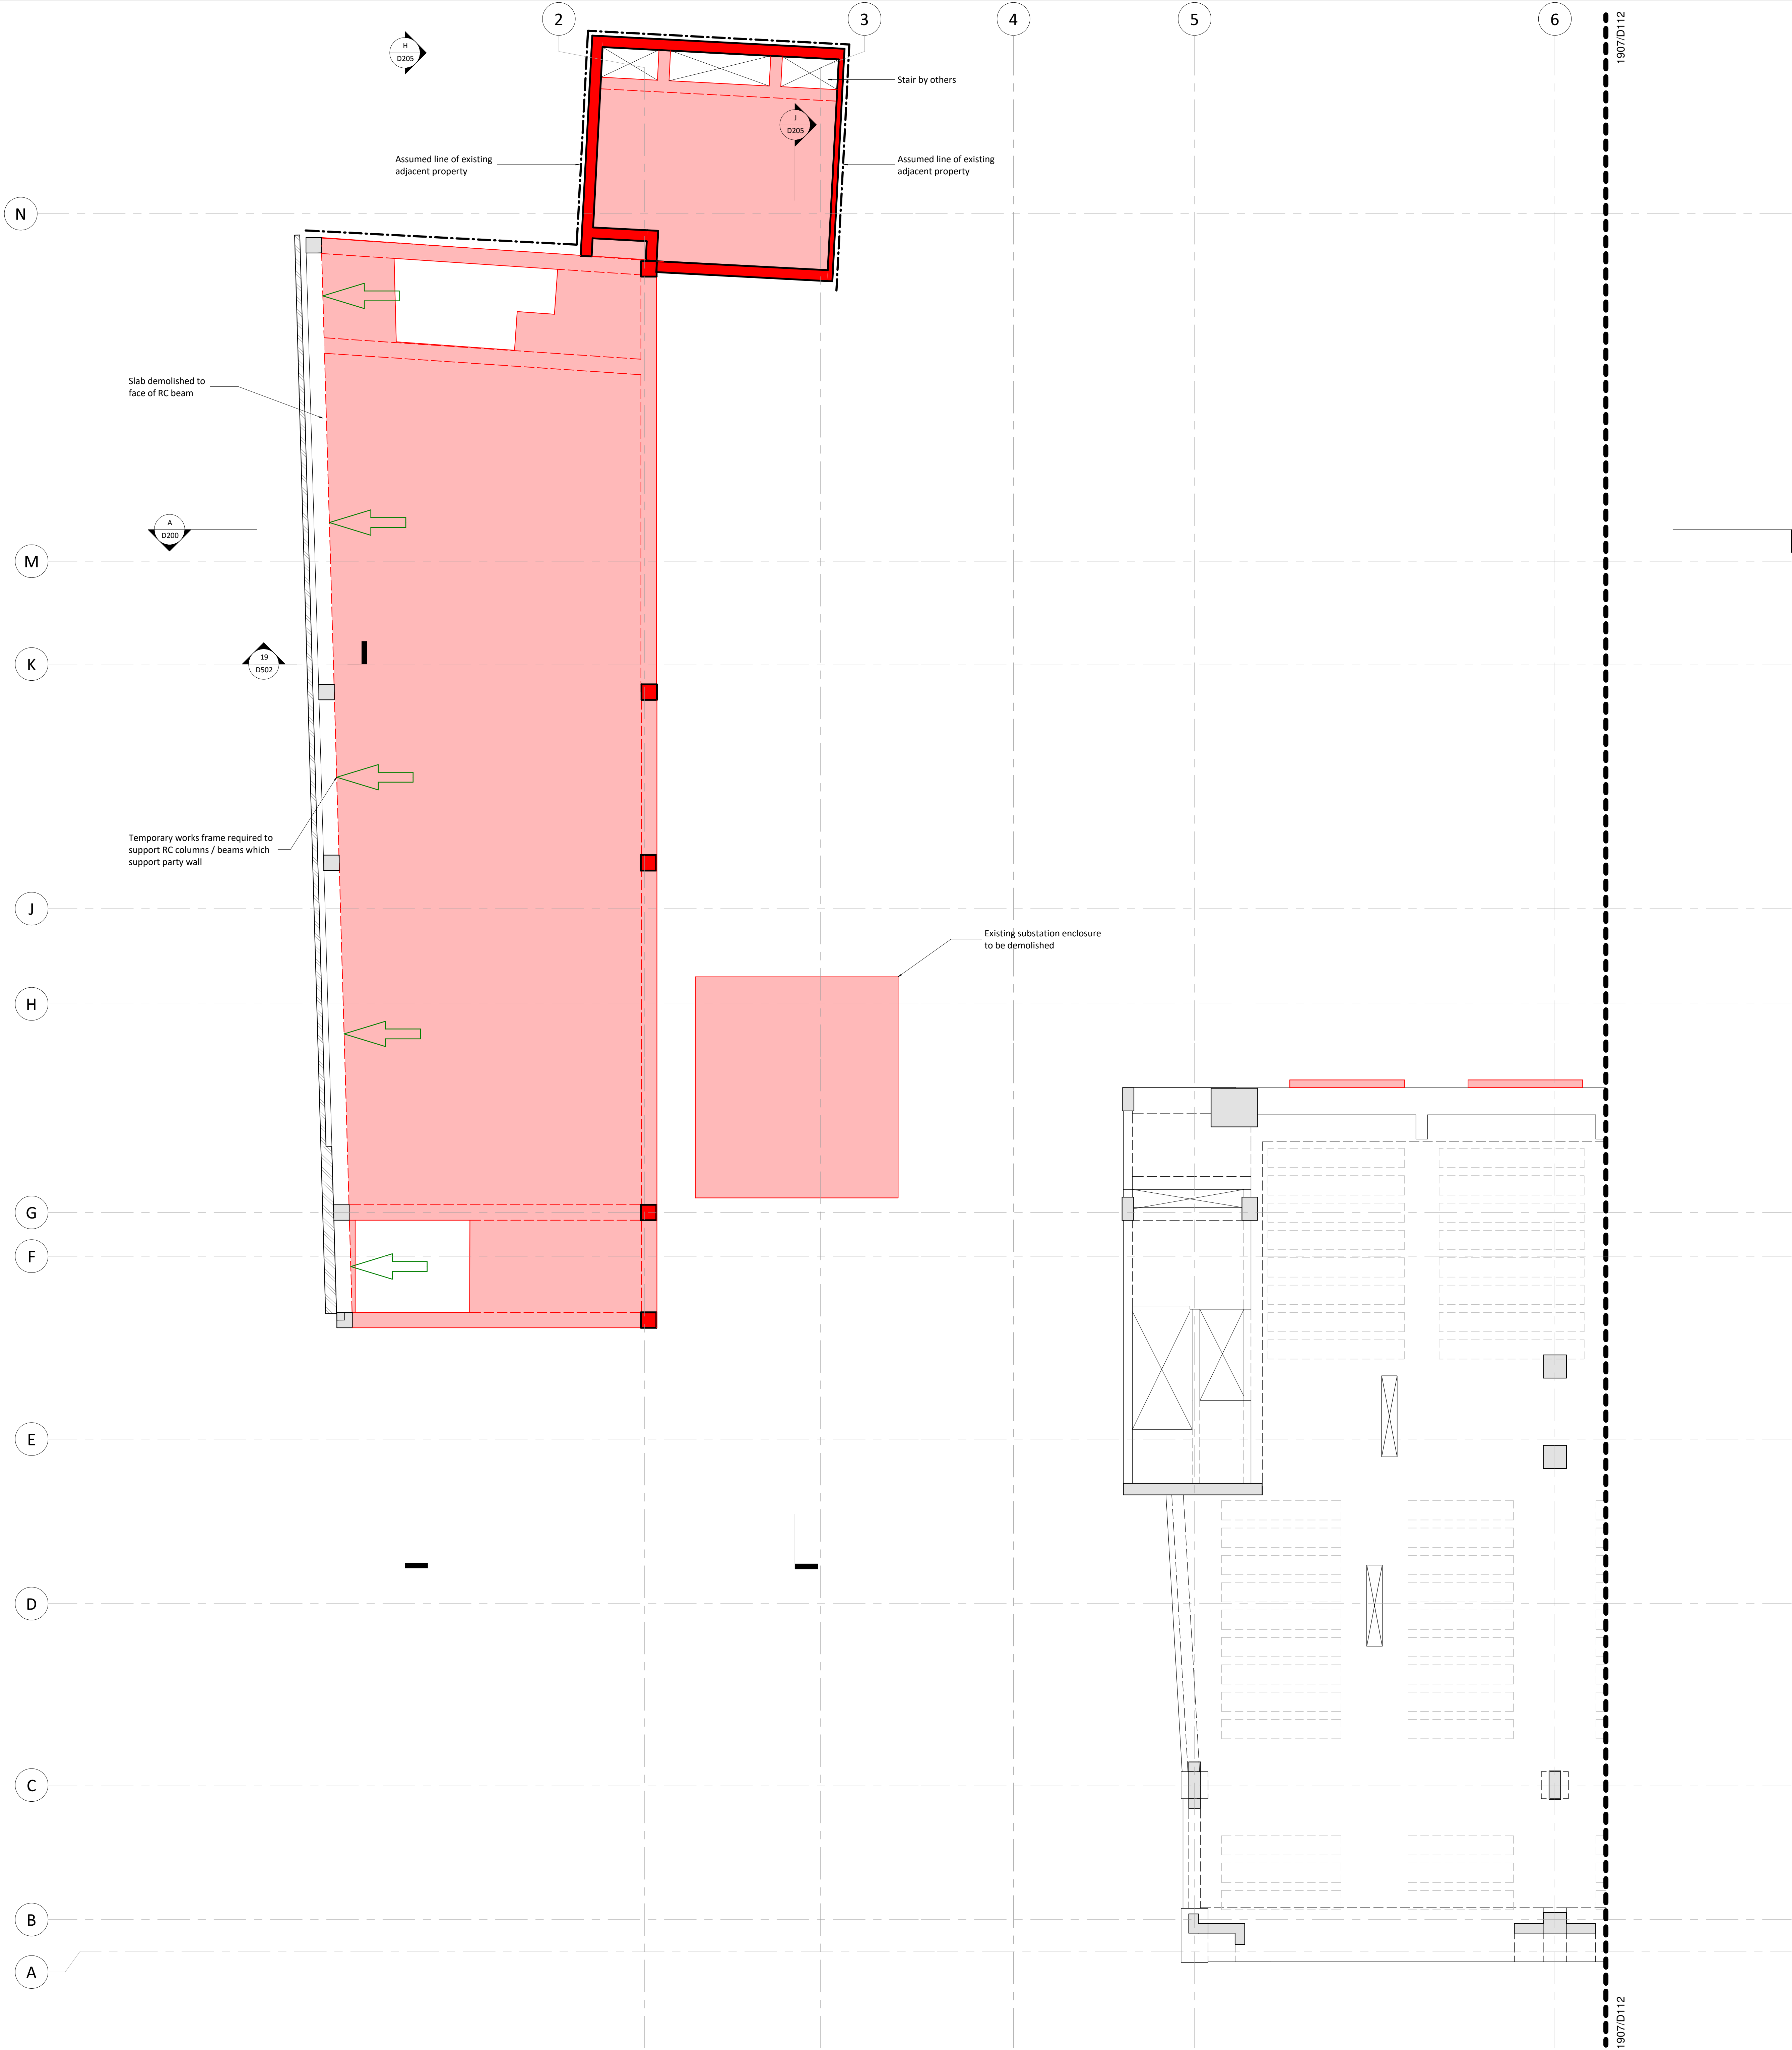 2
3
4
5
6
1907/D112
H
D205
Stair by others
J
D205
Assumed line of existing
adjacent property
Assumed line of existing
adjacent property
N
Slab demolished to
face of RC beam
A
D200
M
K
19
D502
Temporary works frame required to
support RC columns / beams which
support party wall
J
Existing substation enclosure
to be demolished
H
G
F
E
D
C
B
A
1907/D112